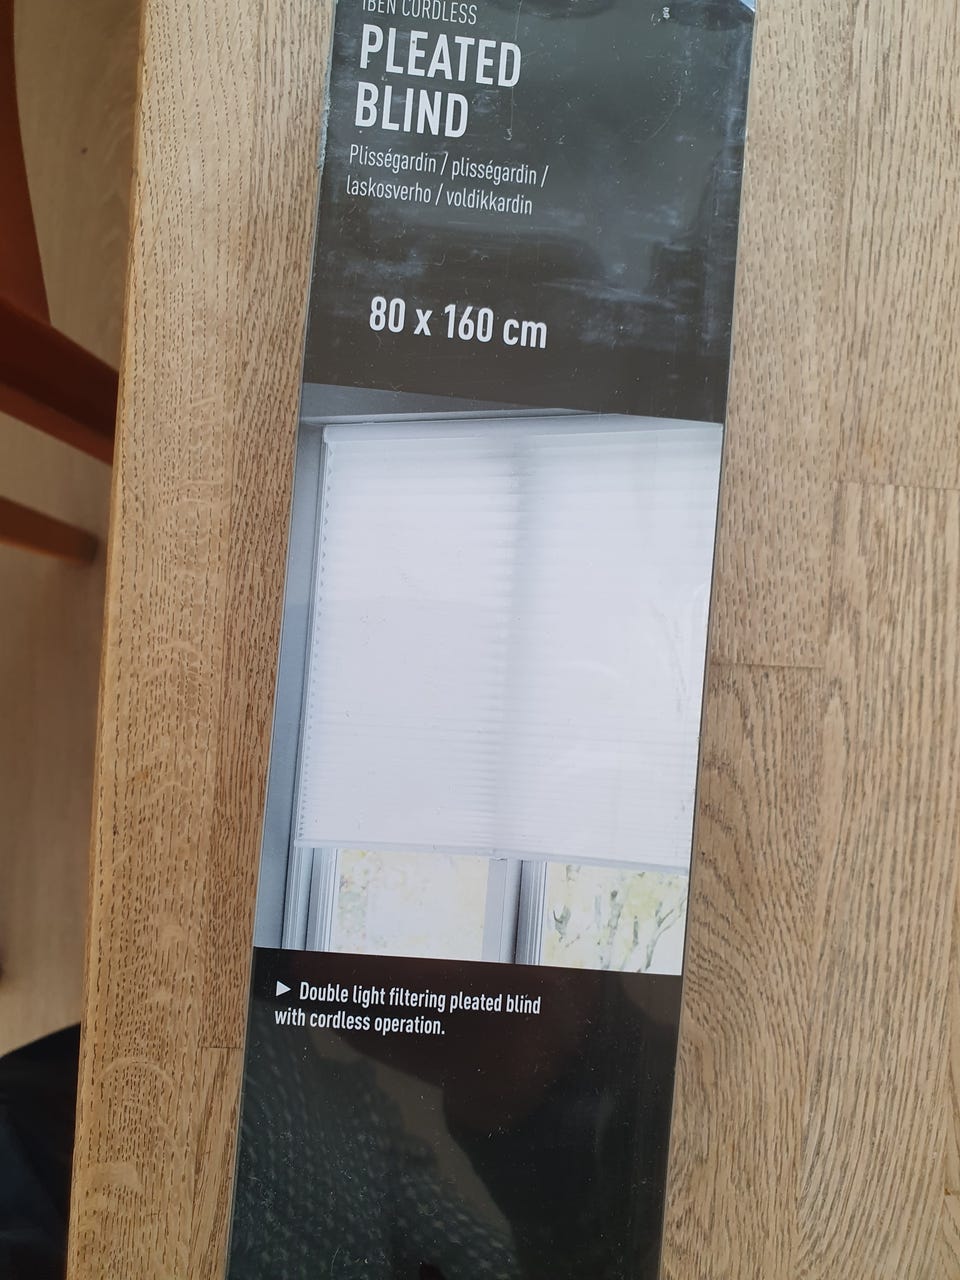 IBEN CORDLESS
PLEATED
BLIND
Plisségardin / plisségardin /
laskosverho / voldikkardin
80 x 160 cm
► Double light filtering pleated blind
with cordless operation.